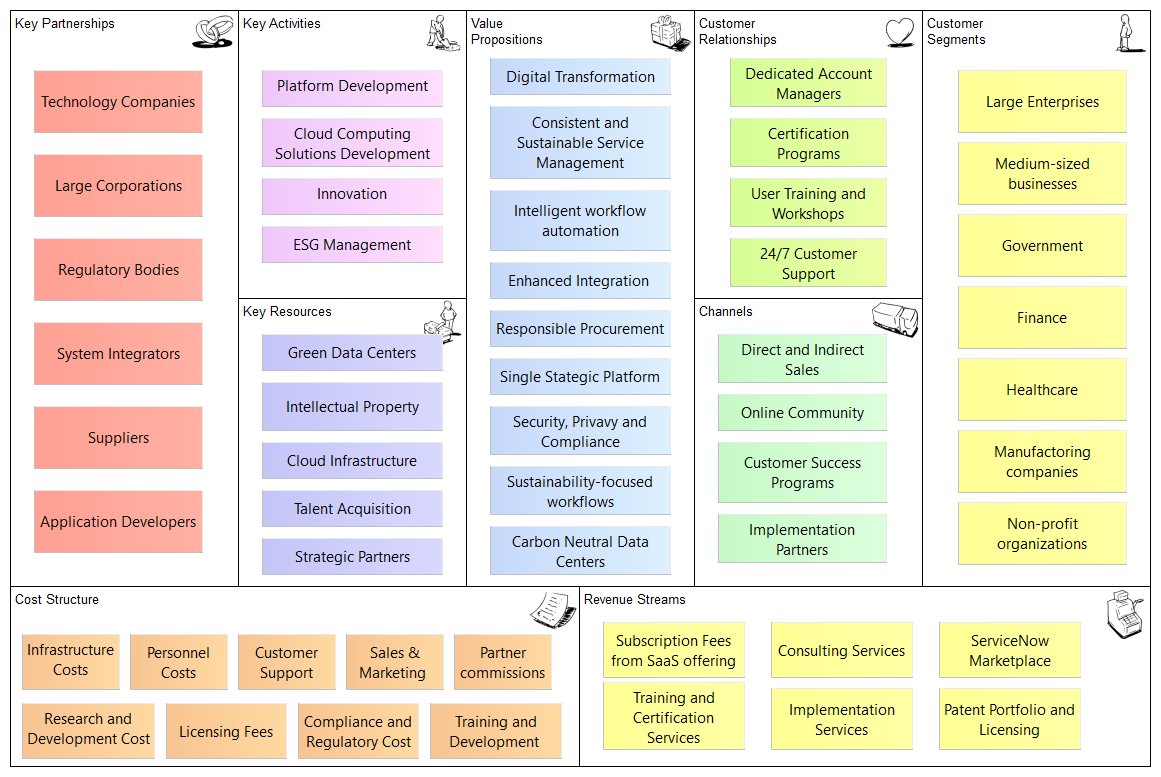 Key Partnerships
Technology Companies
Large Corporations
Regulatory Bodies
System Integrators
Suppliers
Application Developers
Key Activities
Platform Development
Cloud Computing
Solutions Development
Innovation
ESG Management
Key Resources
Green Data Centers
Intellectual Property
Cloud Infrastructure
Talent Acquisition
Strategic Partners
Value
Propositions
Digital Transformation
Consistent and
Sustainable Service
Management
Intelligent workflow
automation
Enhanced Integration
Responsible Procurement
Single Stategic Platform
Security, Privavy and
Compliance
Sustainability-focused
workflows
Carbon Neutral Data
Centers
Customer
Relationships
Dedicated Account
Managers
Certification
Programs
User Training and
Workshops
24/7 Customer
Support
Channels
Direct and Indirect
Sales
Online Community
Customer Success
Programs
Implementation
Partners
Customer
Segments
Large Enterprises
Medium-sized
businesses
Government
Finance
Healthcare
Manufactoring
companies
Non-profit
organizations
Cost Structure
Infrastructure
Costs
Personnel
Costs
Customer
Support
Sales &
Marketing
Partner
commissions
Research and
Development Cost
Licensing Fees
Compliance and
Regulatory Cost
Training and
Development
Revenue Streams
Subscription Fees
from SaaS offering
Consulting Services
ServiceNow
Marketplace
Training and
Certification
Services
Implementation
Services
Patent Portfolio and
Licensing